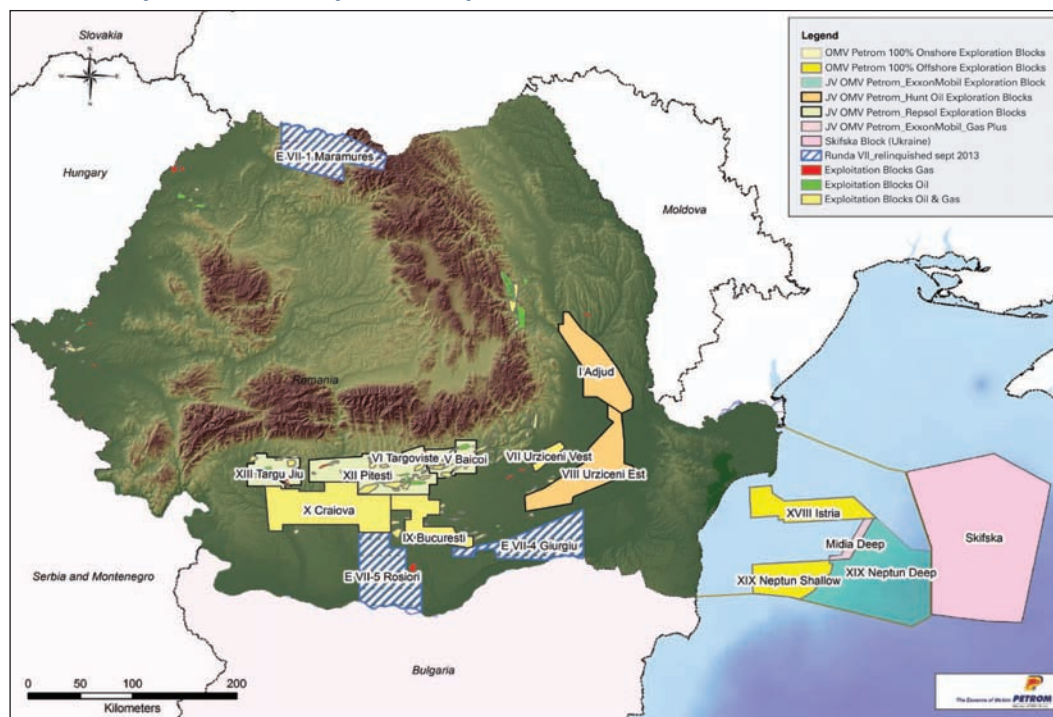 Slovakia
N
W
E
S
Hungary
Moldova
Romania
Serbia and Montenegro
Bulgaria
E VII-1 Maramures
I Adjud
VI Targoviste
V Baicoi
VII Urziceni Vest
XIII Targu Jiu
XII Pitesti
VIII Urziceni Est
X Craiova
IX Bucuresti
E VII-4 Giurgiu
E VII-5 Rosiori
XVIII Istria
Midia Deep
XIX Neptun Shallow
XIX Neptun Deep
Skifska
Legend
OMV Petrom 100% Onshore Exploration Blocks
OMV Petrom 100% Offshore Exploration Blocks
JV OMV Petrom_ExxonMobil Exploration Block
JV OMV Petrom_Hunt Oil Exploration Blocks
JV OMV Petrom_Repsol Exploration Blocks
JV OMV Petrom_ExxonMobil_Gas Plus
Skifska Block (Ukraine)
Runda VII_relinquished sept 2013
Exploitation Blocks Gas
Exploitation Blocks Oil
Exploitation Blocks Oil & Gas
0 50 100 200
Kilometers
PETROM